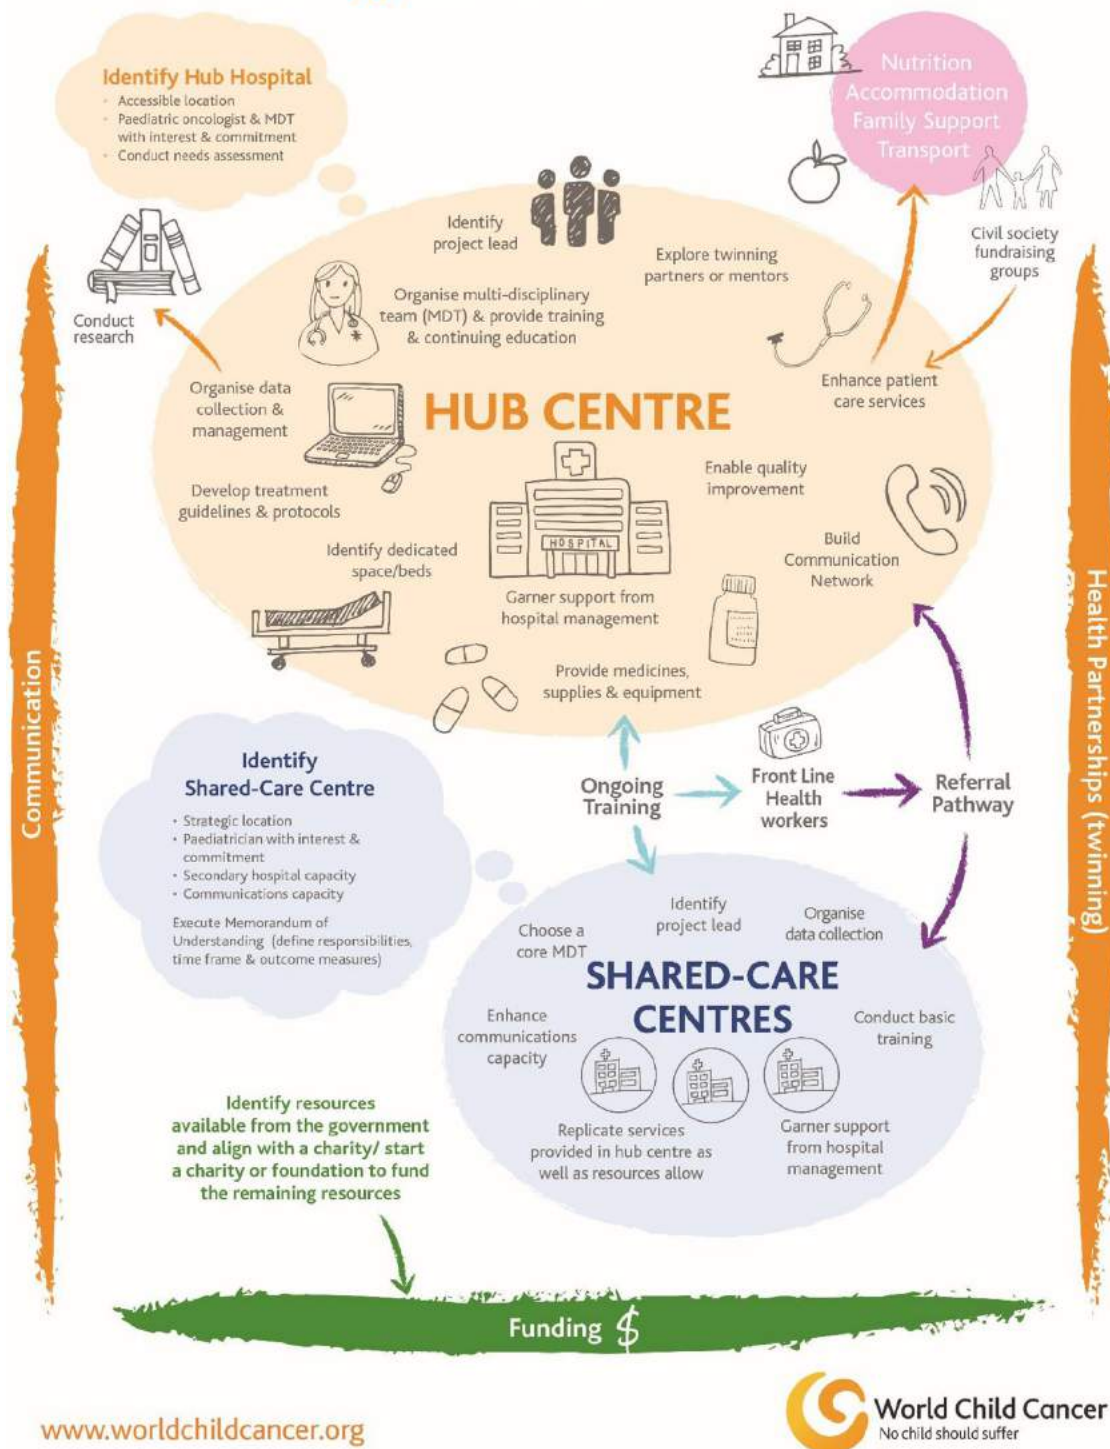 Identify Hub Hospital
- Accessible location
- Paediatric oncologist & MDT
with interest & commitment
- Conduct needs assessment
Nutrition
Accommodation
Family Support
Transport
Civil society
fundraising
groups
Identify
project lead
Explore twinning
partners or mentors
Conduct
research
Organise multi-disciplinary
team (MDT) & provide training
& continuing education
Organise data
collection &
management
HUB CENTRE
Enhance patient
care services
Develop treatment
guidelines & protocols
Enable quality
improvement
HOSPITAL
Identify dedicated
space/beds
Build
Communication
Network
Garner support from
hospital management
Provide medicines,
supplies & equipment
Communication
Health Partnerships (twinning)
Identify
Shared-Care Centre
• Strategic location
• Paediatrician with interest &
commitment
• Secondary hospital capacity
• Communications capacity
Execute Memorandum of
Understanding (define responsibilities,
time frame & outcome measures)
Ongoing
Training
Front Line
Health
workers
Referral
Pathway
Identify
project lead
Organise
data collection
Choose a
core MDT
SHARED-CARE
CENTRES
Enhance
communications
capacity
Conduct basic
training
Replicate services
provided in hub centre as
well as resources allow
Garner support
from hospital
management
Identify resources
available from the government
and align with a charity/ start
a charity or foundation to fund
the remaining resources
Funding $
www.worldchildcancer.org
World Child Cancer
No child should suffer